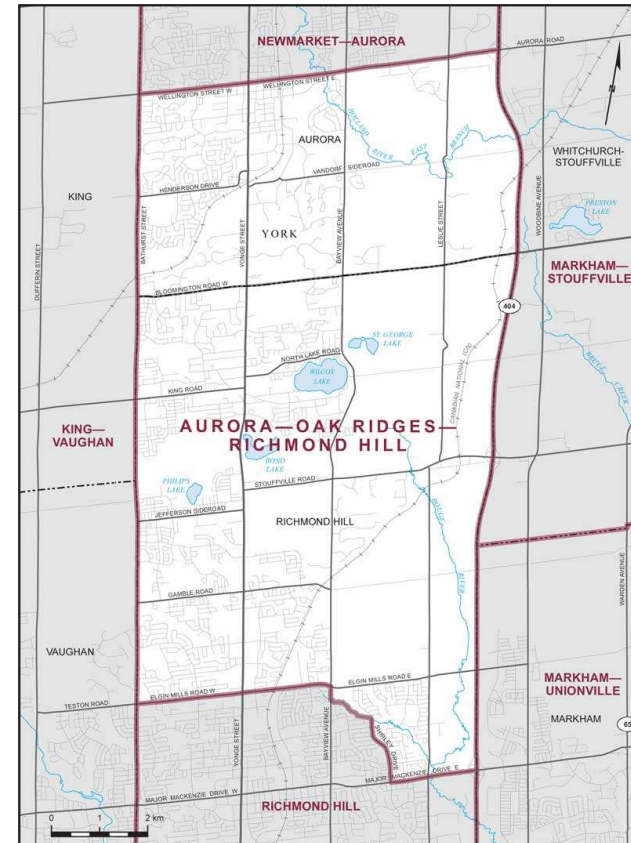 NEWMARKET—AURORA
AURORA ROAD
WELLINGTON STREET W
WELLINGTON STREET E
N
HOLLAND
RIVER
EAST
BRANCH
AURORA
WHITCHURCH-
STOUFFVILLE
VANDORF SIDEROAD
HENDERSON DRIVE
KING
PRESTON
LAKE
DUFFERIN STREET
BATHURST STREET
YONGE STREET
BAYVIEW AVENUE
LESLIE STREET
WOODBINE AVENUE
YORK
MARKHAM—
STOUFFVILLE
BLOOMINGTON ROAD W
404
ST. GEORGE
LAKE
NORTH LAKE ROAD
WILCOX
LAKE
CANADIAN NATIONAL (CN)
KING ROAD
KING—
VAUGHAN
AURORA—OAK RIDGES—
RICHMOND HILL
BOND
LAKE
STOUFFVILLE ROAD
PHILIPS
LAKE
JEFFERSON SIDEROAD
RICHMOND HILL
ROUGE
RIVER
CREEK
GAMBLE ROAD
WARDEN AVENUE
VAUGHAN
ELGIN MILLS ROAD E
ELGIN MILLS ROAD W
TESTON ROAD
MARKHAM—
UNIONVILLE
MARKHAM
YONGE STREET
BAYVIEW AVENUE
SHIRLEY DRIVE
MAJOR MACKENZIE DRIVE E
MAJOR MACKENZIE DRIVE W
RICHMOND HILL
0 1 2 km